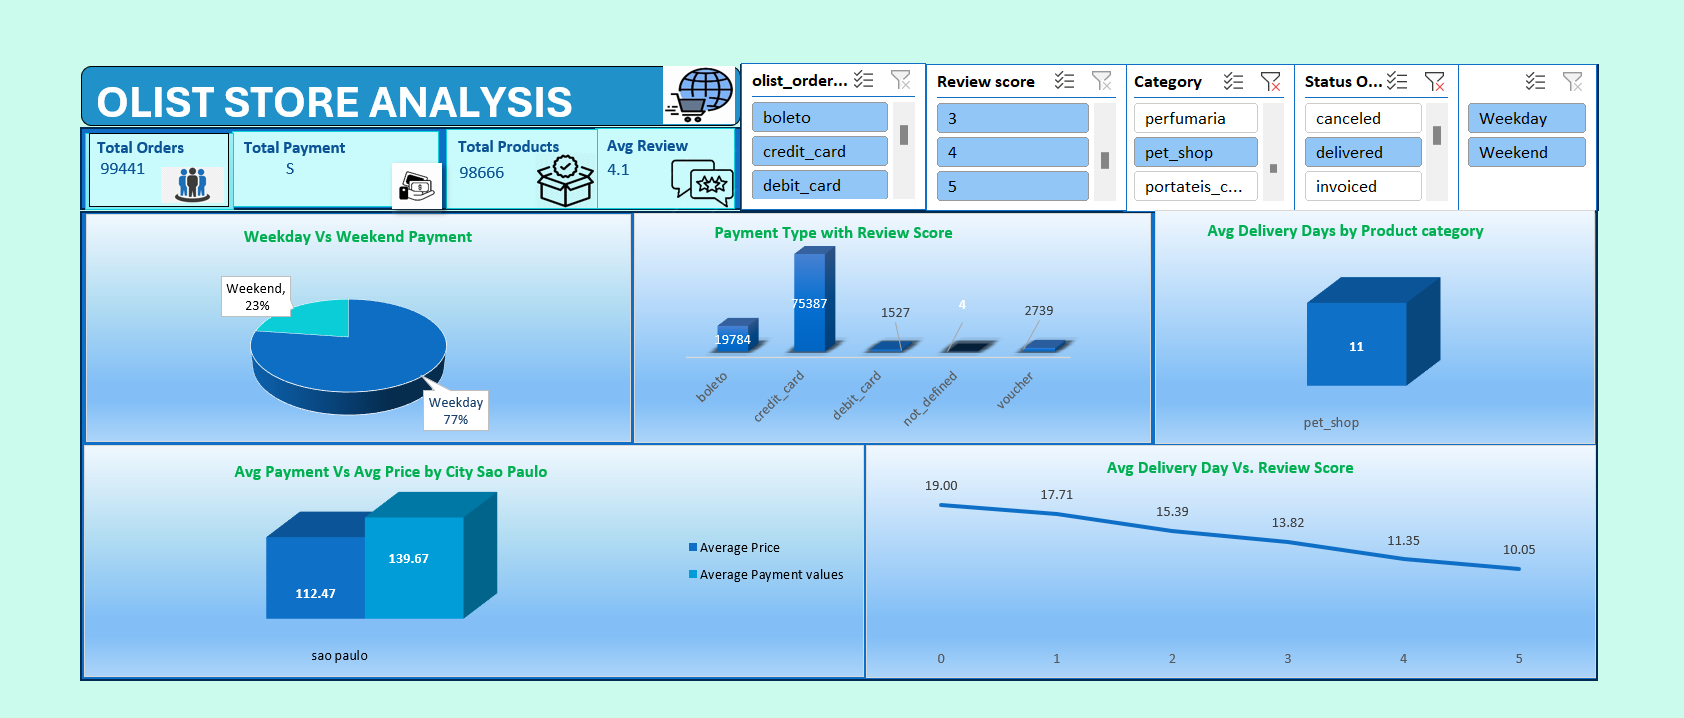 OLIST STORE ANALYSIS
Total Orders
99441
Total Payment
S
Total Products
98666
Avg Review
4.1
olist_order...
boleto
credit_card
debit_card
Review score
3
4
5
Category
perfumaria
pet_shop
portateis_c...
Status O...
canceled
delivered
invoiced
Weekday
Weekend
Weekday Vs Weekend Payment
Weekend,
23%
Weekday
77%
Payment Type with Review Score
19784
75387
1527
4
2739
boleto
credit_card
debit_card
not_defined
voucher
Avg Delivery Days by Product category
11
pet_shop
Avg Payment Vs Avg Price by City Sao Paulo
112.47
139.67
sao paulo
Average Price
Average Payment values
Avg Delivery Day Vs. Review Score
19.00
17.71
15.39
13.82
11.35
10.05
0
1
2
3
4
5